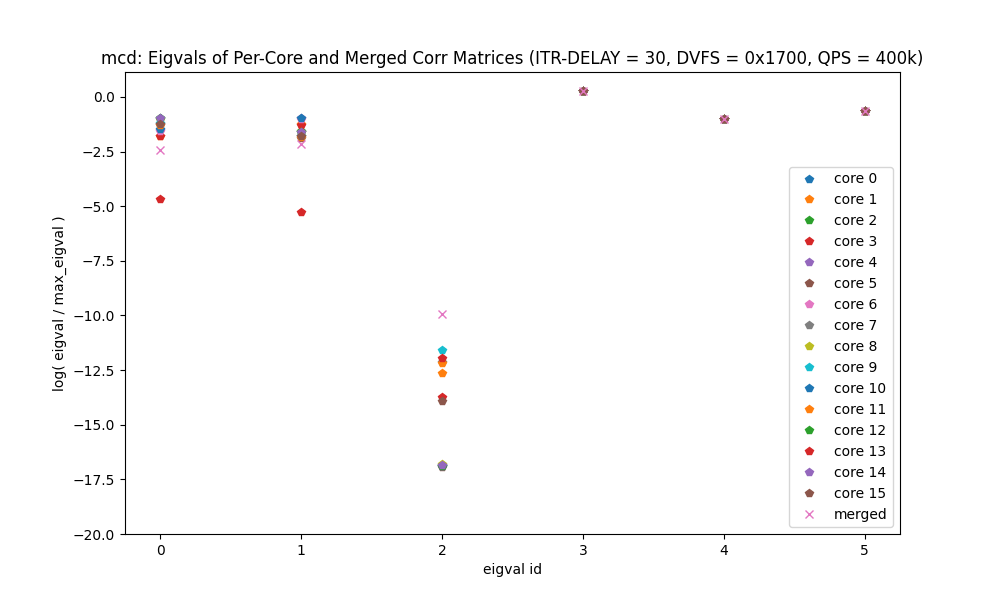 mcd: Eigvals of Per-Core and Merged Corr Matrices (ITR-DELAY = 30, DVFS = 0x1700, QPS = 400k)
log( eigval / max_eigval )
0.0
−2.5
−5.0
−7.5
−10.0
−12.5
−15.0
−17.5
−20.0
core 0
core 1
core 2
core 3
core 4
core 5
core 6
core 7
core 8
core 9
core 10
core 11
core 12
core 13
core 14
core 15
merged
0 1 2 3 4 5
eigval id